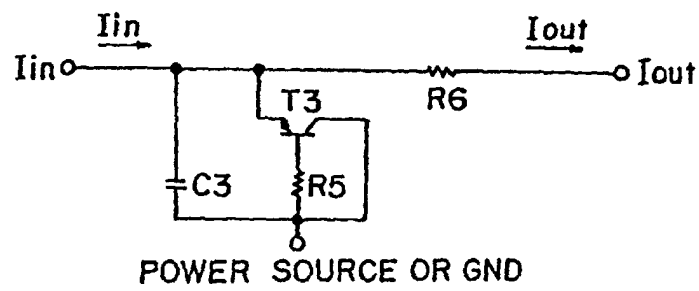 Iin
Iout
Iin
Iout
T3
R6
C3
R5
POWER SOURCE OR GND